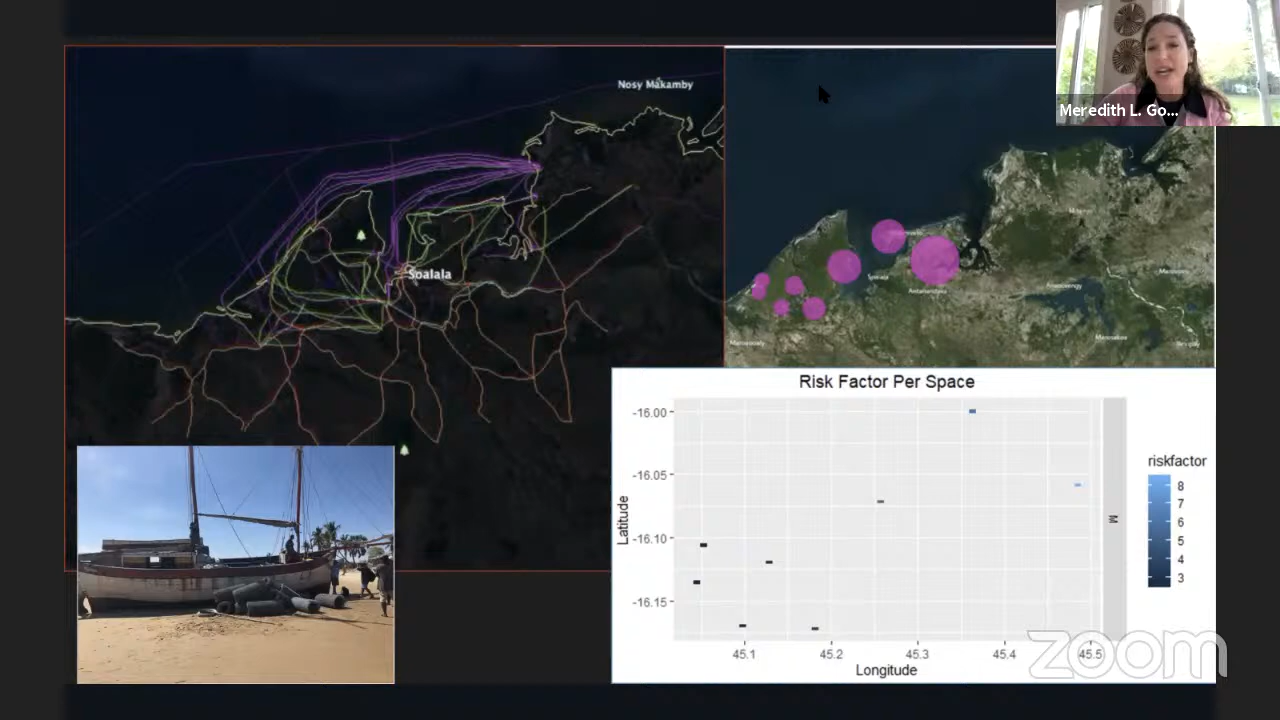 Nosy Makamby
Soalala
Meredith L. Go...
Soalala
Risk Factor Per Space
-16.00
-16.05
-16.10
-16.15
Latitude
45.1
45.2
45.3
45.4
45.5
Longitude
M
riskfactor
8
7
6
5
4
3
zoom